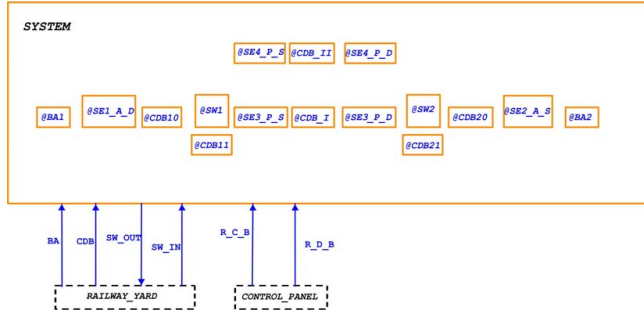 SYSTEM
@SE4_P_S @CDB_II @SE4_P_D
@BA1 @SE1_A_D @CDB10 @SW1 @SE3_P_S @CDB_I @SE3_P_D @SW2 @CDB20 @SE2_A_S @BA2
@CDB11 @CDB21
BA CDB SW_OUT SW_IN R_C_B R_D_B
RAILWAY_YARD CONTROL_PANEL